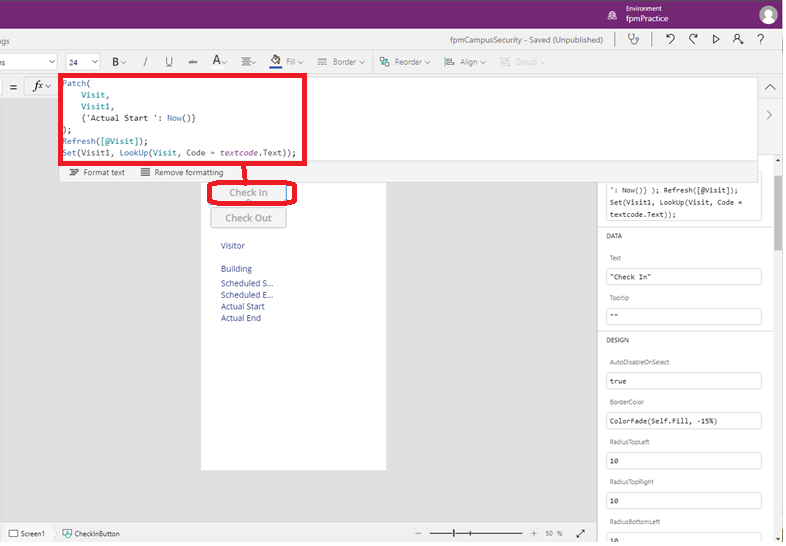 Environment
fpmPractice
gs
fpmCampusSecurity - Saved (Unpublished)
ns
24
B
/
U
A
Fill
Border
Reorder
Align
Group
=
fx
Patch(
Visit,
Visit1,
{'Actual Start ': Now()}
);
Refresh([@Visit]);
Set(Visit1, LookUp(Visit, Code = textcode.Text));
Format text
Remove formatting
Check In
Check Out
Visitor
Building
Scheduled S...
Scheduled E...
Actual Start
Actual End
': Now()} ); Refresh([@Visit]);
Set(Visit1, LookUp(Visit, Code =
textcode.Text));
DATA
Text
"Check In"
Tooltip
""
DESIGN
AutoDisableOnSelect
true
BorderColor
ColorFade(Self.Fill, -15%)
RadiusTopLeft
10
RadiusTopRight
10
RadiusBottomLeft
10
Screen1
CheckInButton
50 %